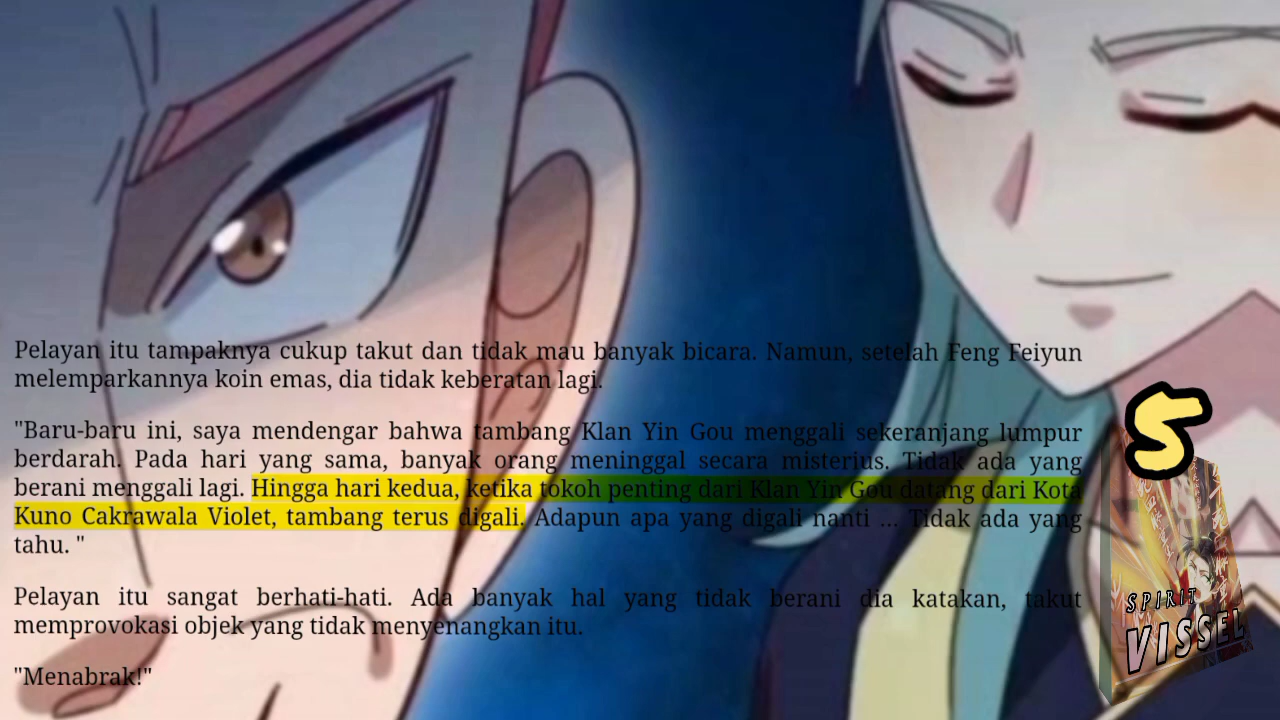 Pelayan itu tampaknya cukup takut dan tidak mau banyak bicara. Namun, setelah Feng Feiyun
melemparkannya koin emas, dia tidak keberatan lagi.
"Baru-baru ini, saya mendengar bahwa tambang Klan Yin Gou menggali sekeranjang lumpur
berdarah. Pada hari yang sama, banyak orang meninggal secara misterius. Tidak ada yang
berani menggali lagi. Hingga hari kedua, ketika tokoh penting dari Klan Yin Gou datang dari Kota
Kuno Cakrawala Violet, tambang terus digali. Adapun apa yang digali nanti ... Tidak ada yang
tahu. "
Pelayan itu sangat berhati-hati. Ada banyak hal yang tidak berani dia katakan, takut
memprovokasi objek yang tidak menyenangkan itu.
"Menabrak!"
S
SPIRIT
VISSEL